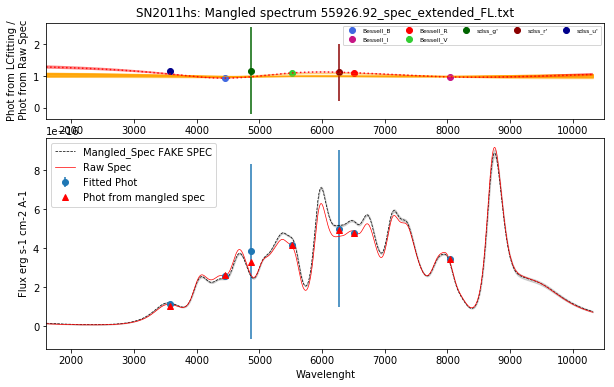 SN2011hs: Mangled spectrum 55926.92_spec_extended_FL.txt
Phot from LCfitting /
Phot from Raw Spec
2
1
0
Bessell_B
Bessell_I
Bessell_R
Bessell_V
sdss_g'
sdss_r'
sdss_u'
2000 3000 4000 5000 6000 7000 8000 9000 10000
1e-16
Flux erg s-1 cm-2 A-1
8
6
4
2
0
Mangled_Spec FAKE SPEC
Raw Spec
Fitted Phot
Phot from mangled spec
2000 3000 4000 5000 6000 7000 8000 9000 10000
Wavelenght